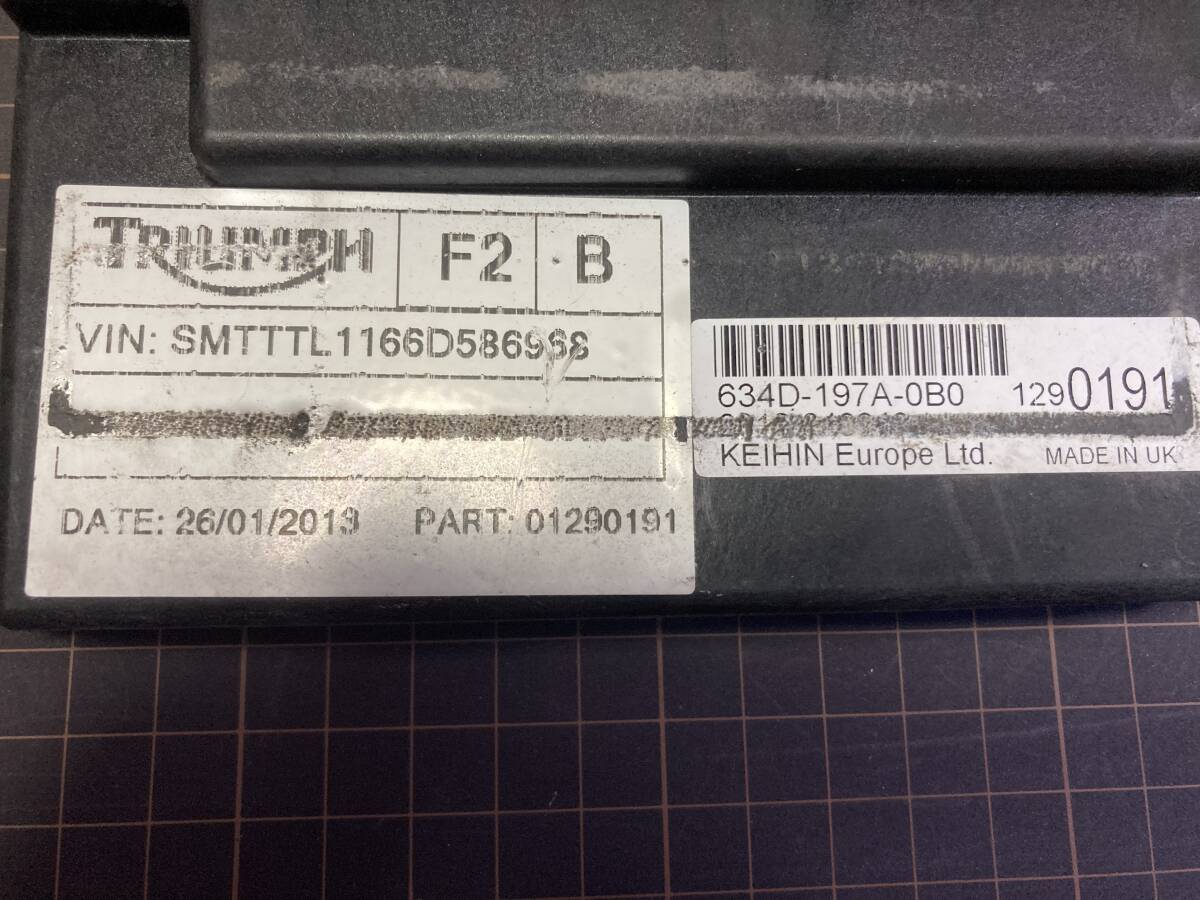 TRIUMPH F2 B
VIN: SMTTTL1166D586968
DATE: 26/01/2013 PART: 01290191
634D-197A-0B0 1290191
KEIHIN Europe Ltd. MADE IN UK